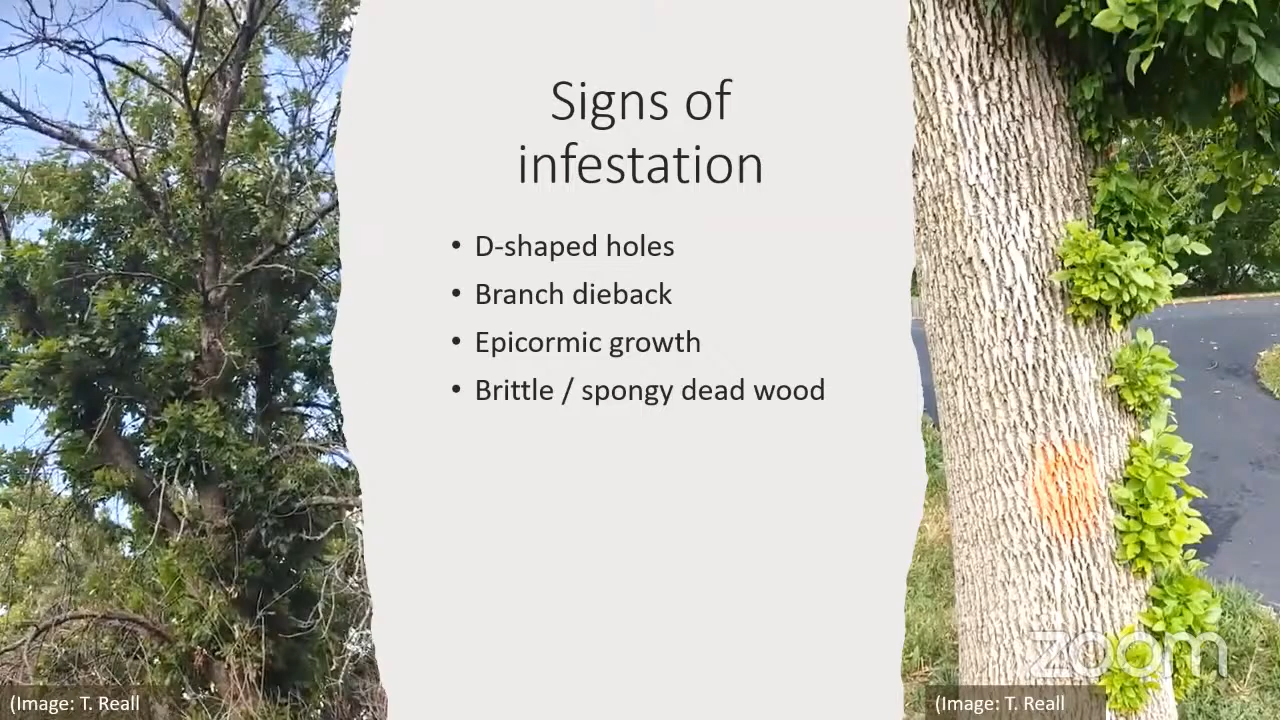 Signs of
infestation
• D-shaped holes
• Branch dieback
• Epicormic growth
• Brittle / spongy dead wood
(Image: T. Reall
(Image: T. Reall
zoom